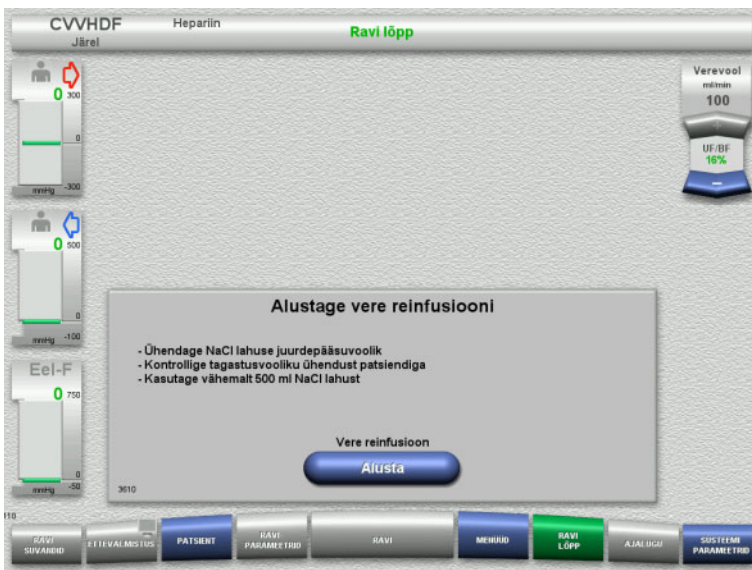 CVVHDF
Järel
Hepariin
Ravi lõpp
0 300
0
mmHg -300
Verevool
ml/min
100
UF/BF
16%
0 500
0
mmHg -100
Eel-F
0 750
0
mmHg -50
Alustage vere reinfusiooni
- Ühendage NaCl lahuse juurdepääsuvoolik
- Kontrollige tagastusvooliku ühendust patsiendiga
- Kasutage vähemalt 500 ml NaCl lahust
Vere reinfusioon
Alusta
3610
RAVI SUVANDID
ETTEVALMISTUS
PATSIENT
RAVI-PARAMEETRID
RAVI
MENÜÜD
RAVI LÕPP
AJALUGU
SÜSTEEMI PARAMEETRID